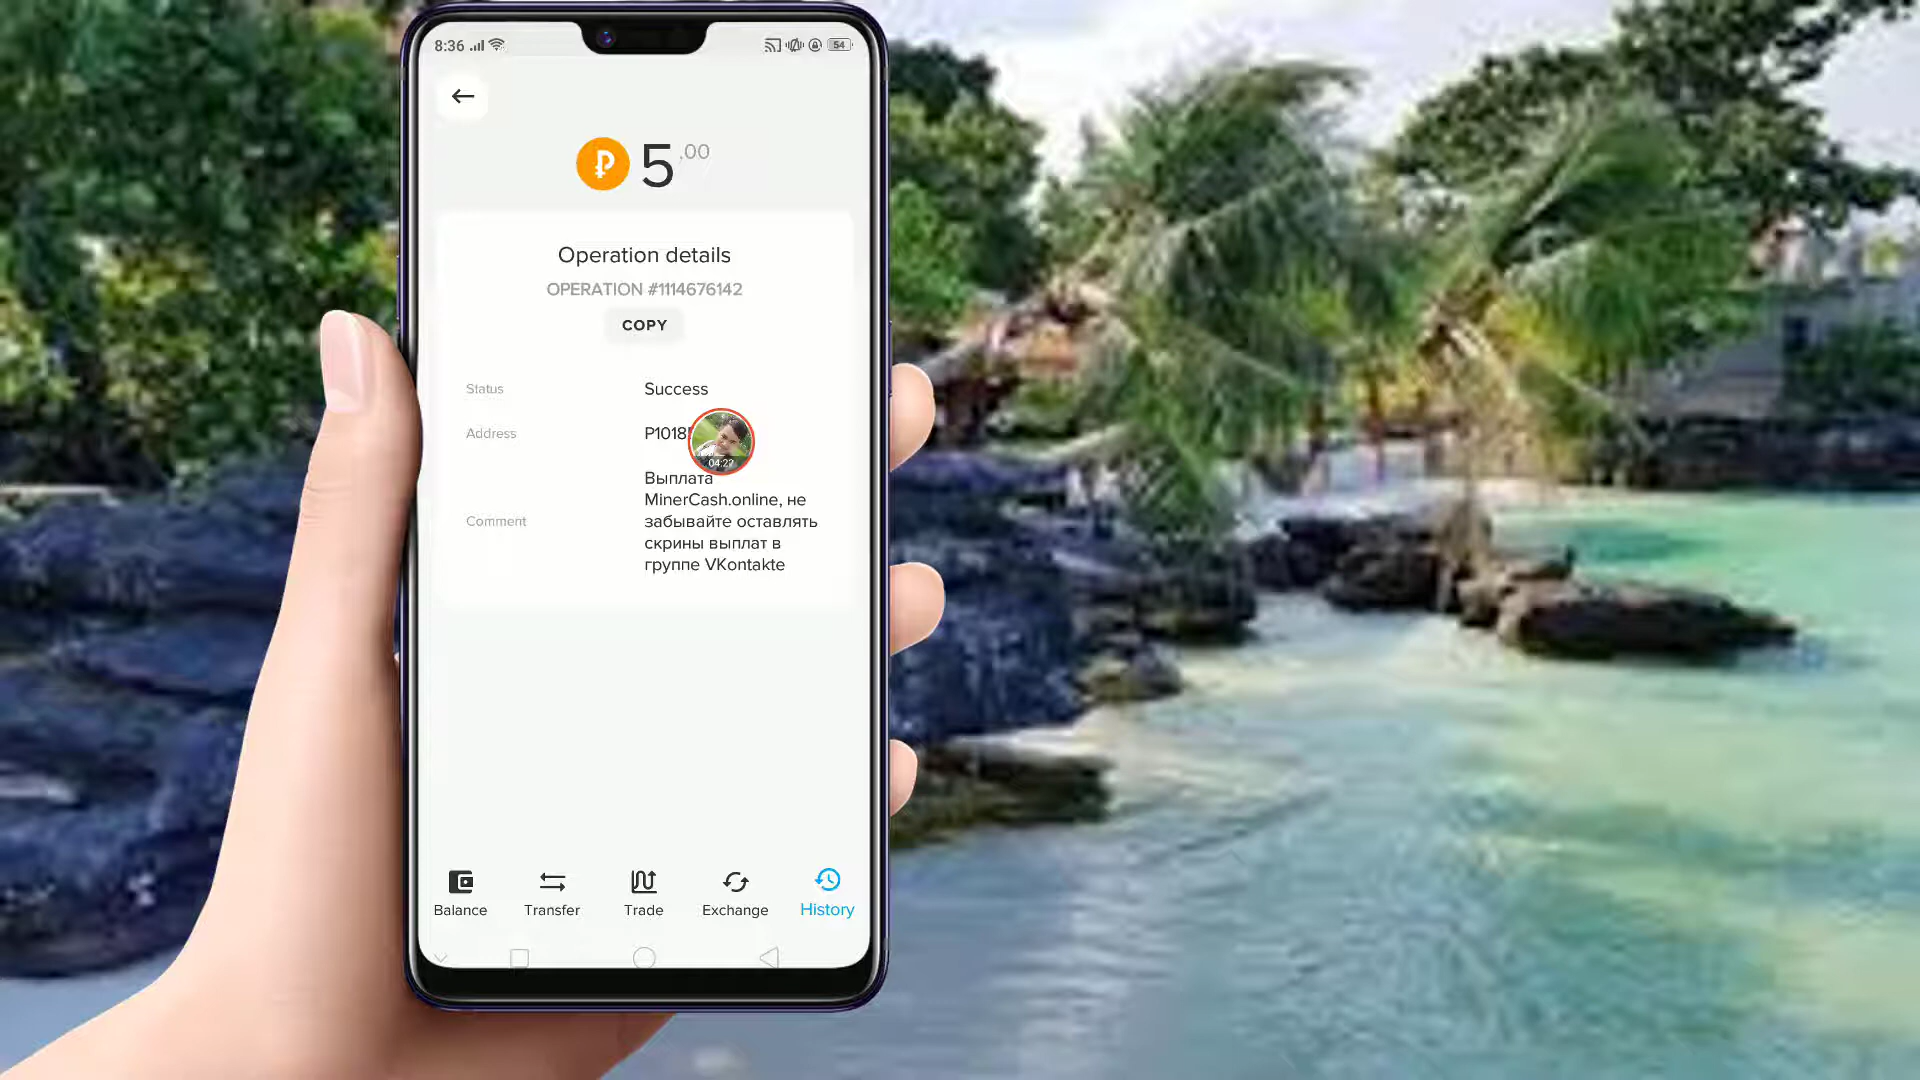 8:36
54
5,00
Operation details
OPERATION #1114676142
COPY
Status Success
Address P1018
04:27
Comment
Выплата
MinerCash.online, не
забывайте оставлять
скрины выплат в
группе VKontakte
Balance Transfer Trade Exchange History